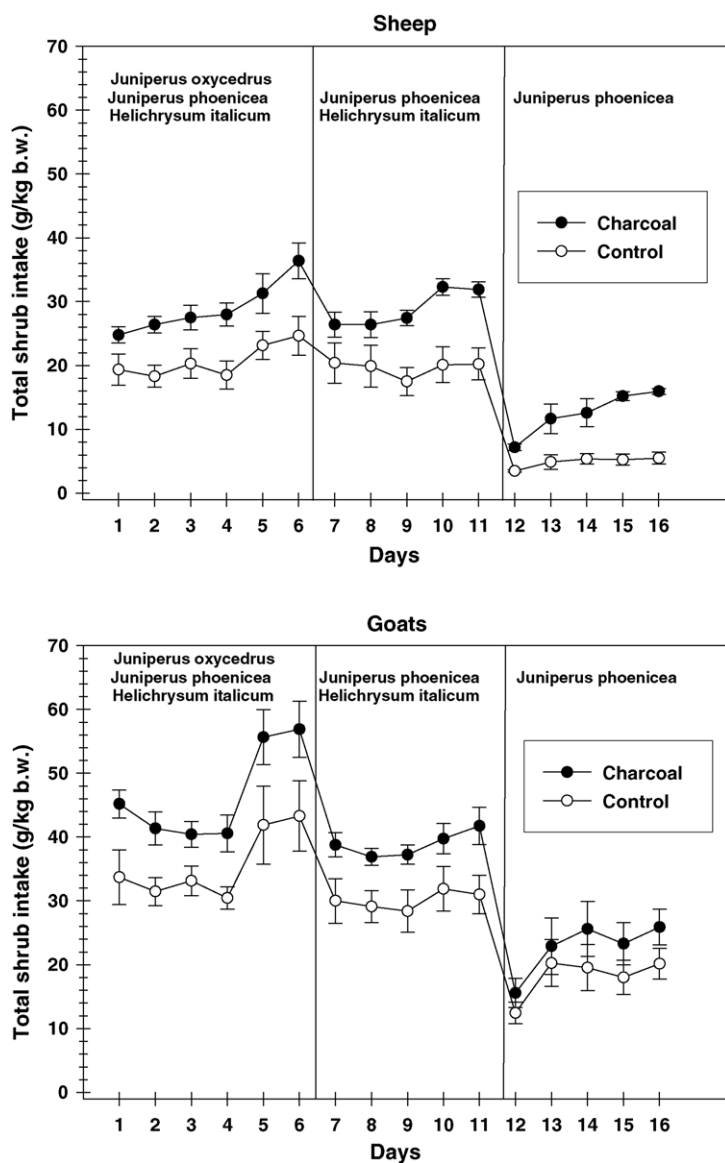 Sheep
Total shrub intake (g/kg b.w.)
70
60
50
40
30
20
10
0
Juniperus oxycedrus
Juniperus phoenicea
Helichrysum italicum
Juniperus phoenicea
Helichrysum italicum
Juniperus phoenicea
Charcoal
Control
1 2 3 4 5 6 7 8 9 10 11 12 13 14 15 16
Days
Goats
Total shrub intake (g/kg b.w.)
70
60
50
40
30
20
10
0
Juniperus oxycedrus
Juniperus phoenicea
Helichrysum italicum
Juniperus phoenicea
Helichrysum italicum
Juniperus phoenicea
Charcoal
Control
1 2 3 4 5 6 7 8 9 10 11 12 13 14 15 16
Days